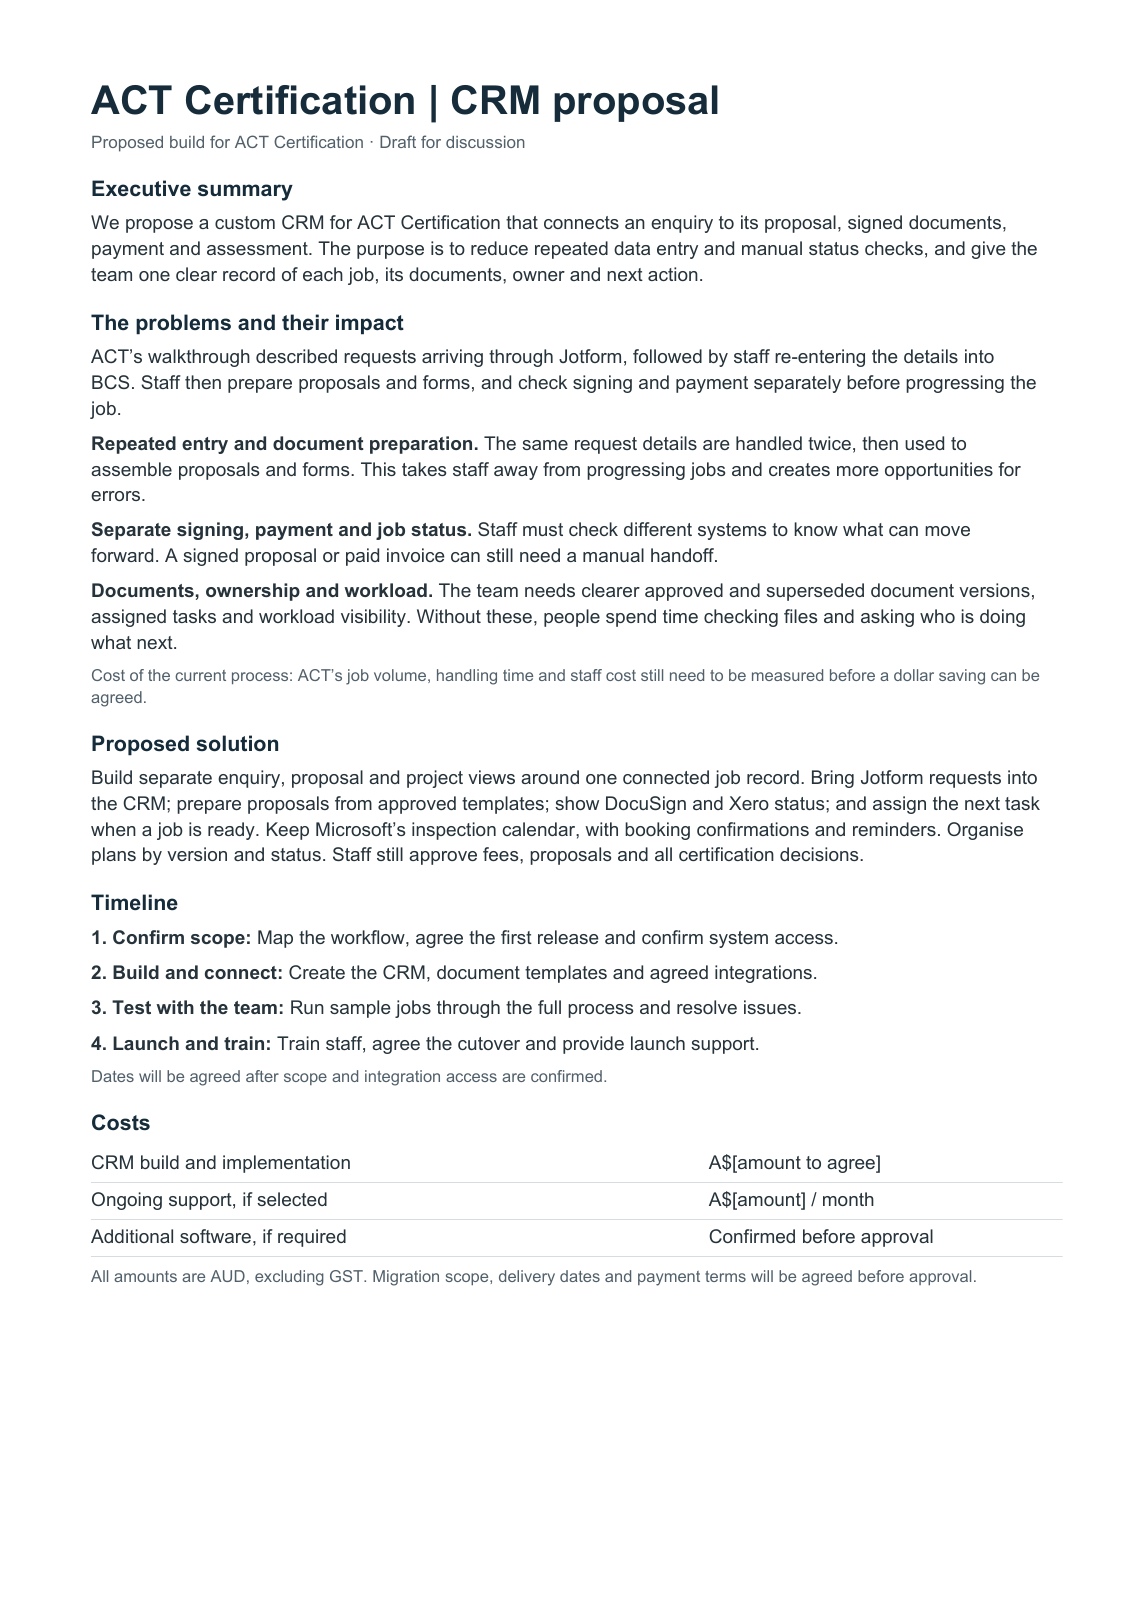 ACT Certification | CRM proposal
Proposed build for ACT Certification · Draft for discussion
Executive summary
We propose a custom CRM for ACT Certification that connects an enquiry to its proposal, signed documents,
payment and assessment. The purpose is to reduce repeated data entry and manual status checks, and give the
team one clear record of each job, its documents, owner and next action.
The problems and their impact
ACT’s walkthrough described requests arriving through Jotform, followed by staff re-entering the details into
BCS. Staff then prepare proposals and forms, and check signing and payment separately before progressing the
job.
Repeated entry and document preparation. The same request details are handled twice, then used to
assemble proposals and forms. This takes staff away from progressing jobs and creates more opportunities for
errors.
Separate signing, payment and job status. Staff must check different systems to know what can move
forward. A signed proposal or paid invoice can still need a manual handoff.
Documents, ownership and workload. The team needs clearer approved and superseded document versions,
assigned tasks and workload visibility. Without these, people spend time checking files and asking who is doing
what next.
Cost of the current process: ACT’s job volume, handling time and staff cost still need to be measured before a dollar saving can be
agreed.
Proposed solution
Build separate enquiry, proposal and project views around one connected job record. Bring Jotform requests into
the CRM; prepare proposals from approved templates; show DocuSign and Xero status; and assign the next task
when a job is ready. Keep Microsoft’s inspection calendar, with booking confirmations and reminders. Organise
plans by version and status. Staff still approve fees, proposals and all certification decisions.
Timeline
1. Confirm scope: Map the workflow, agree the first release and confirm system access.
2. Build and connect: Create the CRM, document templates and agreed integrations.
3. Test with the team: Run sample jobs through the full process and resolve issues.
4. Launch and train: Train staff, agree the cutover and provide launch support.
Dates will be agreed after scope and integration access are confirmed.
Costs
CRM build and implementation A$[amount to agree]
Ongoing support, if selected A$[amount] / month
Additional software, if required Confirmed before approval
All amounts are AUD, excluding GST. Migration scope, delivery dates and payment terms will be agreed before approval.